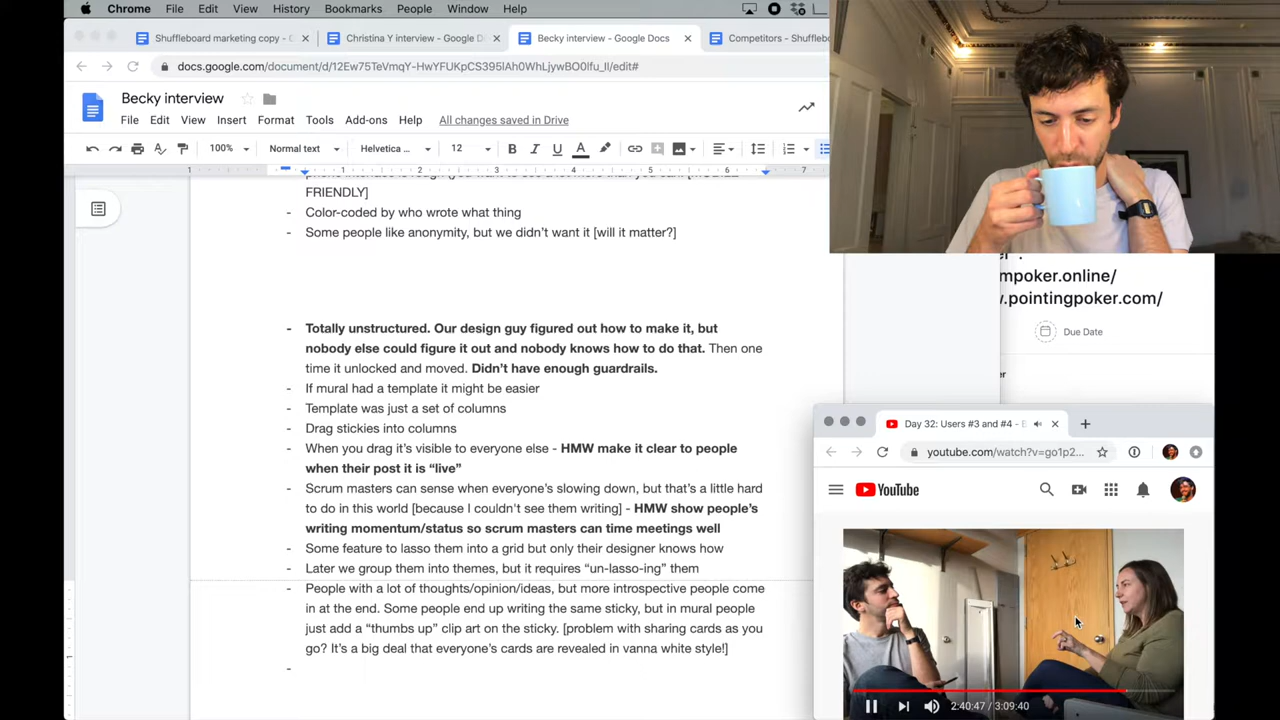 Chrome File Edit View History Bookmarks People Window Help
Shuffleboard marketing copy - G
Christina Y interview - Google D
Becky interview - Google Docs
Competitors - Shuffleb
docs.google.com/document/d/12Ew75TeVmqY-HwYFUKpCS395IAh0WhLjywBO0lfu_lI/edit#
Becky interview
File Edit View Insert Format Tools Add-ons Help All changes saved in Drive
100% Normal text Helvetica ... 12
1 1 2 3 4 5 6 7
FRIENDLY]
- Color-coded by who wrote what thing
- Some people like anonymity, but we didn't want it [will it matter?]
- Totally unstructured. Our design guy figured out how to make it, but
nobody else could figure it out and nobody knows how to do that. Then one
time it unlocked and moved. Didn't have enough guardrails.
- If mural had a template it might be easier
- Template was just a set of columns
- Drag stickies into columns
- When you drag it's visible to everyone else - HMW make it clear to people
when their post it is "live"
- Scrum masters can sense when everyone's slowing down, but that's a little hard
to do in this world [because I couldn't see them writing] - HMW show people's
writing momentum/status so scrum masters can time meetings well
- Some feature to lasso them into a grid but only their designer knows how
- Later we group them into themes, but it requires "un-lasso-ing" them
- People with a lot of thoughts/opinion/ideas, but more introspective people come
in at the end. Some people end up writing the same sticky, but in mural people
just add a "thumbs up" clip art on the sticky. [problem with sharing cards as you
go? It's a big deal that everyone's cards are revealed in vanna white style!]
-
mpoker.online/
v.pointingpoker.com/
Due Date
er
Day 32: Users #3 and #4 - E
youtube.com/watch?v=go1p2...
YouTube
2:40:47 / 3:09:40